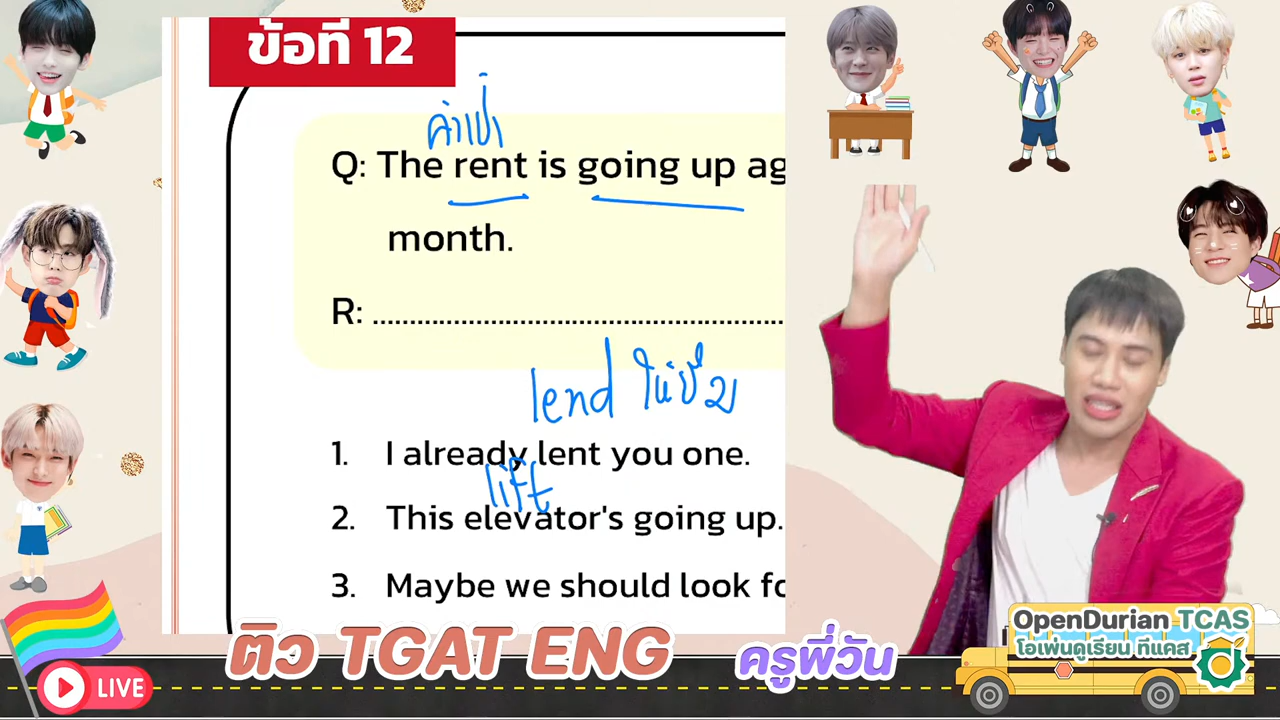 ข้อที่ 12
ค่าเช่า
Q: The rent is going up ag
month.
R: ..........................................................
lend ให้ยืม
1. I already lent you one.
lift
2. This elevator's going up.
3. Maybe we should look fo
ติว TGAT ENG
ครูพี่วัน
OpenDurian TCAS
โอเพ่นดูเรียน ทีแคส
LIVE